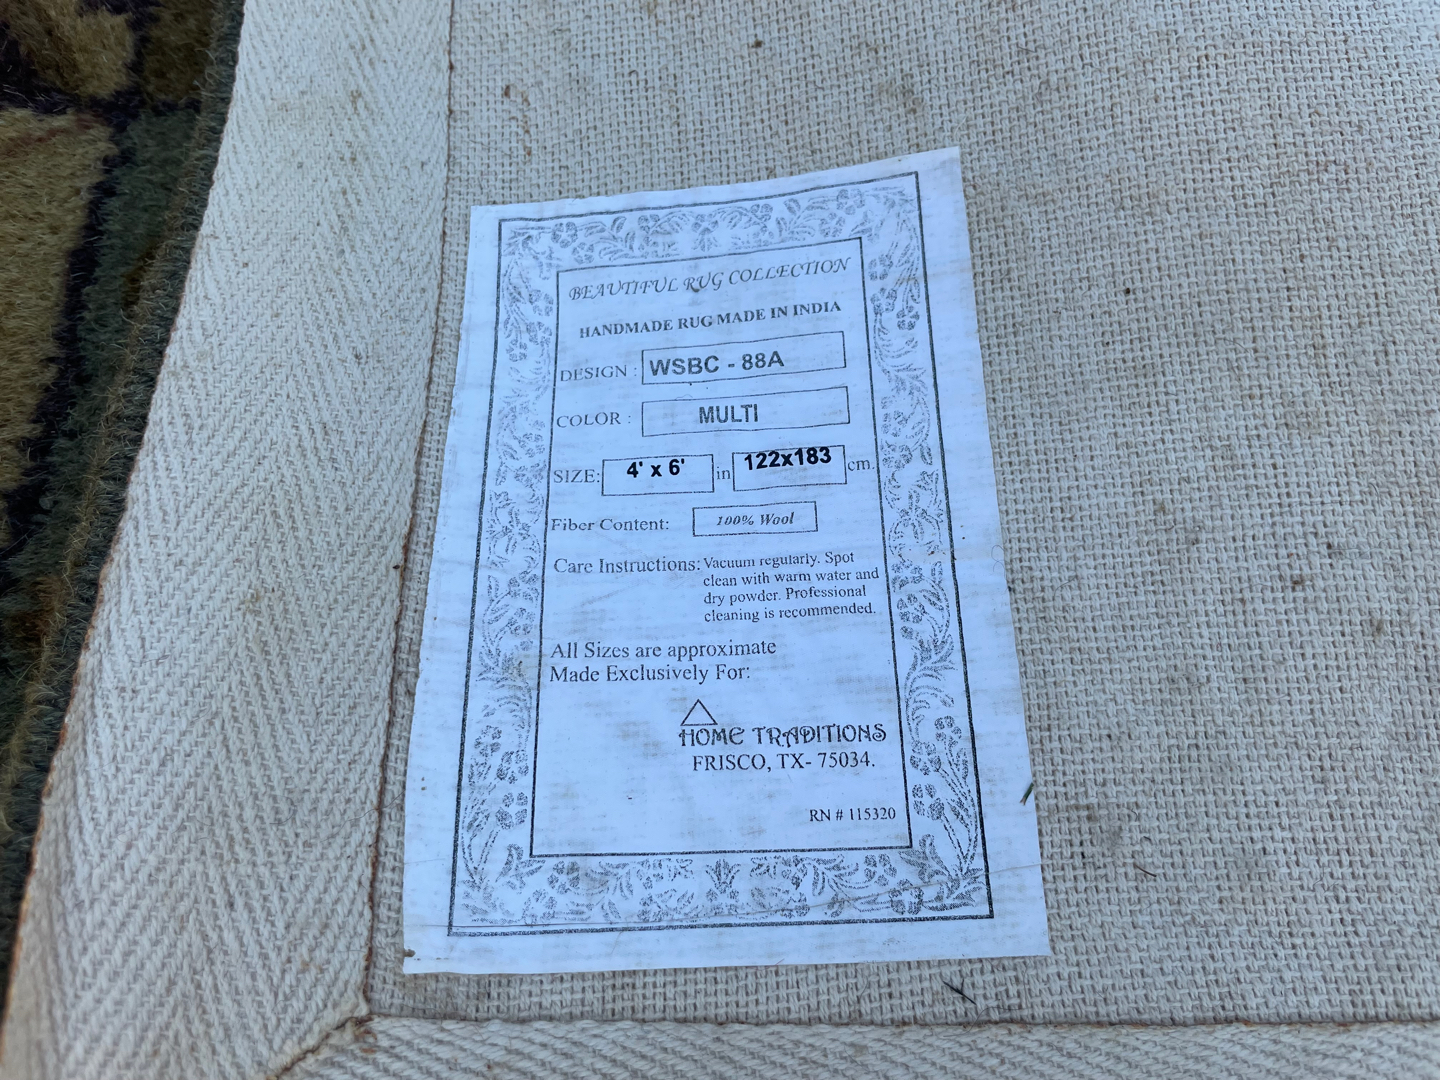 BEAUTIFUL RUG COLLECTION
HANDMADE RUG MADE IN INDIA
DESIGN : WSBC - 88A
COLOR : MULTI
SIZE: 4' x 6' in 122x183 cm.
Fiber Content: 100% Wool
Care Instructions: Vacuum regularly. Spot
clean with warm water and
dry powder. Professional
cleaning is recommended.
All Sizes are approximate
Made Exclusively For:
HOME TRADITIONS
FRISCO, TX- 75034.
RN # 115320